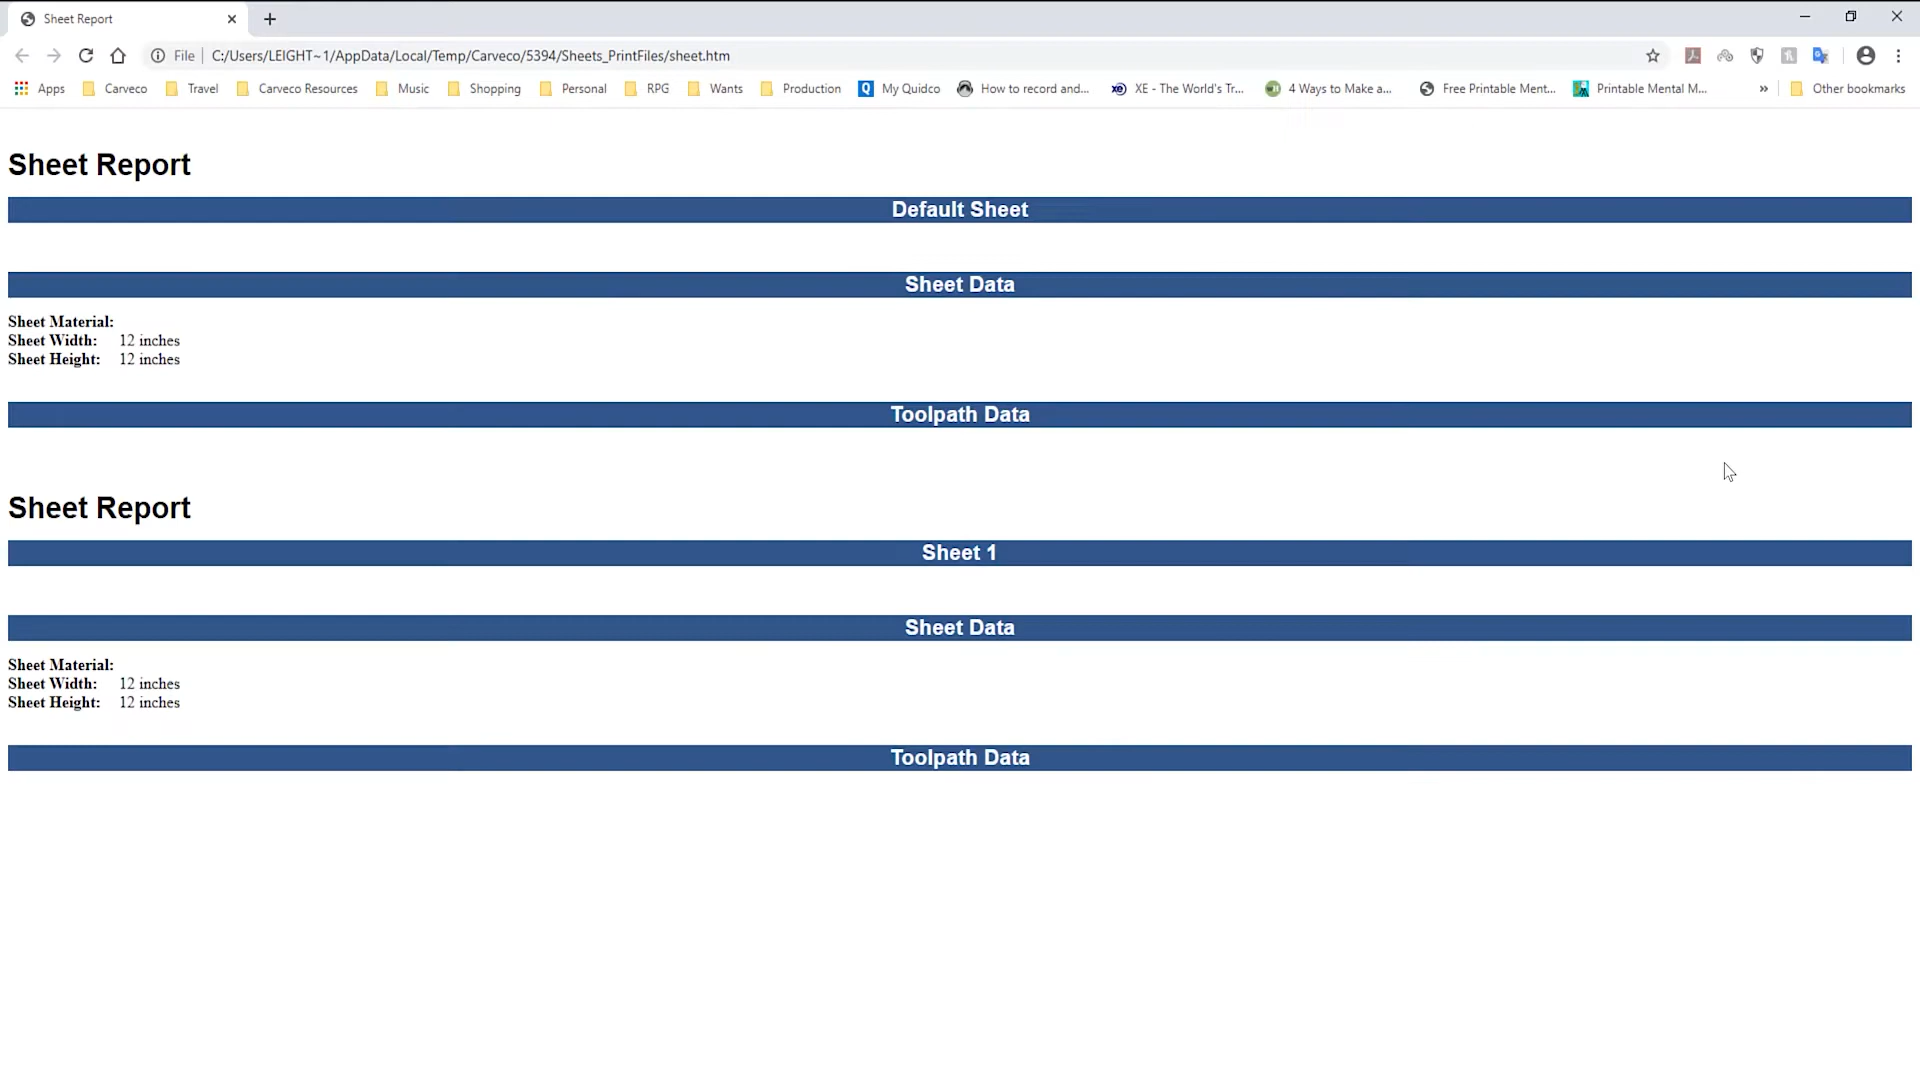 Sheet Report
File C:/Users/LEIGHT~1/AppData/Local/Temp/Carveco/5394/Sheets_PrintFiles/sheet.htm
Apps Carveco Travel Carveco Resources Music Shopping Personal RPG Wants Production My Quidco How to record and... XE - The World's Tr... 4 Ways to Make a... Free Printable Ment... Printable Mental M... » Other bookmarks
Sheet Report
Default Sheet
Sheet Data
Sheet Material:
Sheet Width: 12 inches
Sheet Height: 12 inches
Toolpath Data
Sheet Report
Sheet 1
Sheet Data
Sheet Material:
Sheet Width: 12 inches
Sheet Height: 12 inches
Toolpath Data